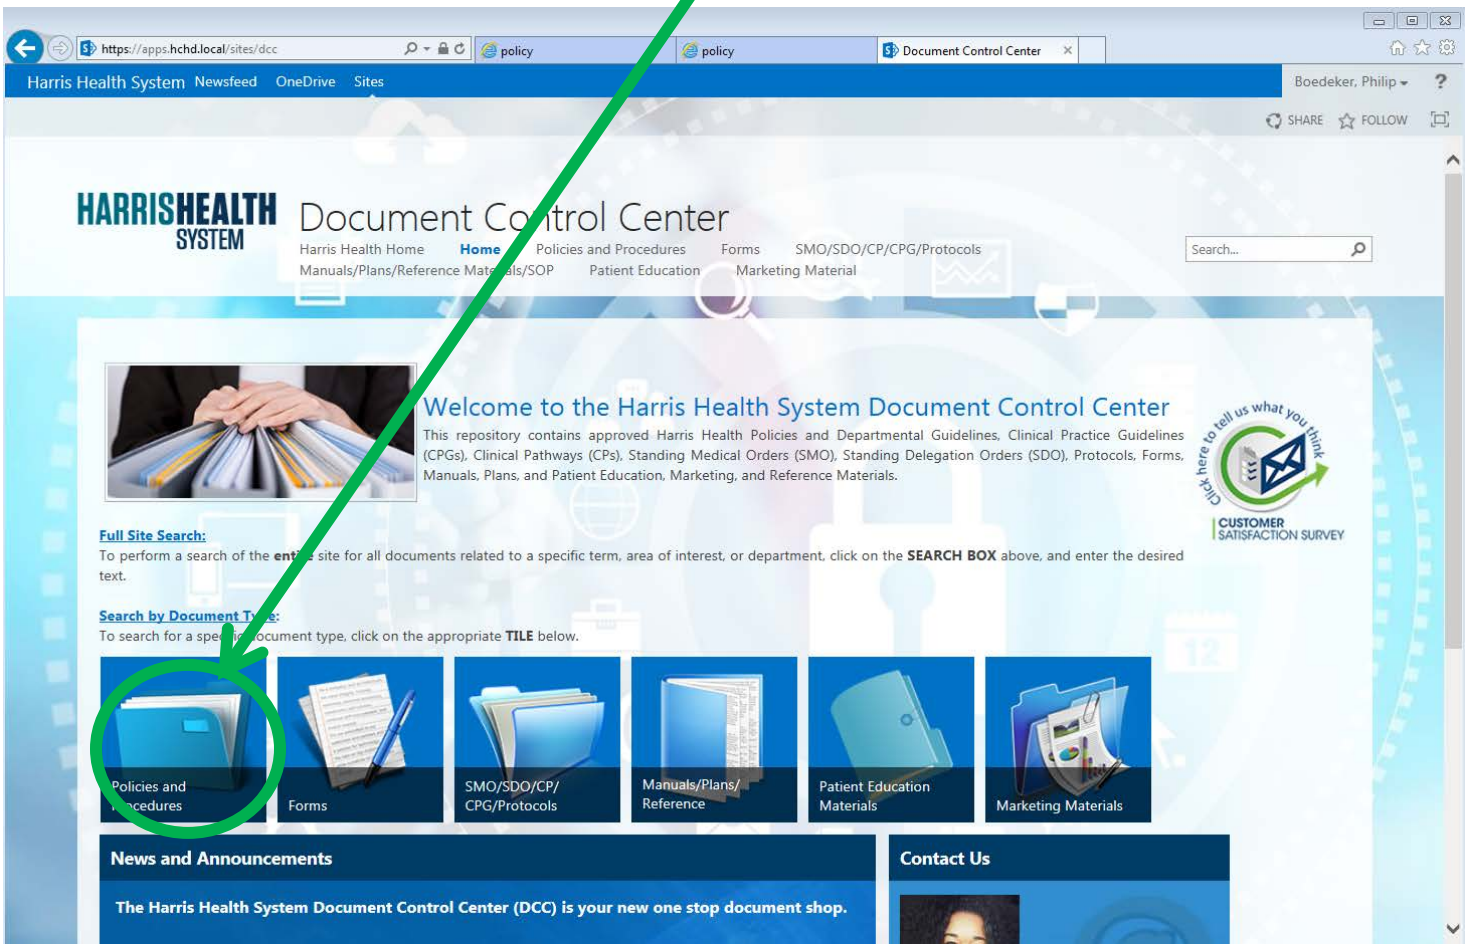 https://apps.hchd.local/sites/dcc
policy
policy
Document Control Center
Harris Health System Newsfeed OneDrive Sites
Boedeker, Philip ?
SHARE FOLLOW
HARRISHEALTH
SYSTEM
Document Control Center
Harris Health Home Home Policies and Procedures Forms SMO/SDO/CP/CPG/Protocols
Manuals/Plans/Reference Materials/SOP Patient Education Marketing Material
Search...
Welcome to the Harris Health System Document Control Center
This repository contains approved Harris Health Policies and Departmental Guidelines, Clinical Practice Guidelines
(CPGs), Clinical Pathways (CPs), Standing Medical Orders (SMO), Standing Delegation Orders (SDO), Protocols, Forms,
Manuals, Plans, and Patient Education, Marketing, and Reference Materials.
Click here to tell us what you think
CUSTOMER
SATISFACTION SURVEY
Full Site Search:
To perform a search of the entire site for all documents related to a specific term, area of interest, or department, click on the SEARCH BOX above, and enter the desired
text.
Search by Document Type:
To search for a specific document type, click on the appropriate TILE below.
12
Policies and
Procedures
Forms
SMO/SDO/CP/
CPG/Protocols
Manuals/Plans/
Reference
Patient Education
Materials
Marketing Materials
News and Announcements
Contact Us
The Harris Health System Document Control Center (DCC) is your new one stop document shop.